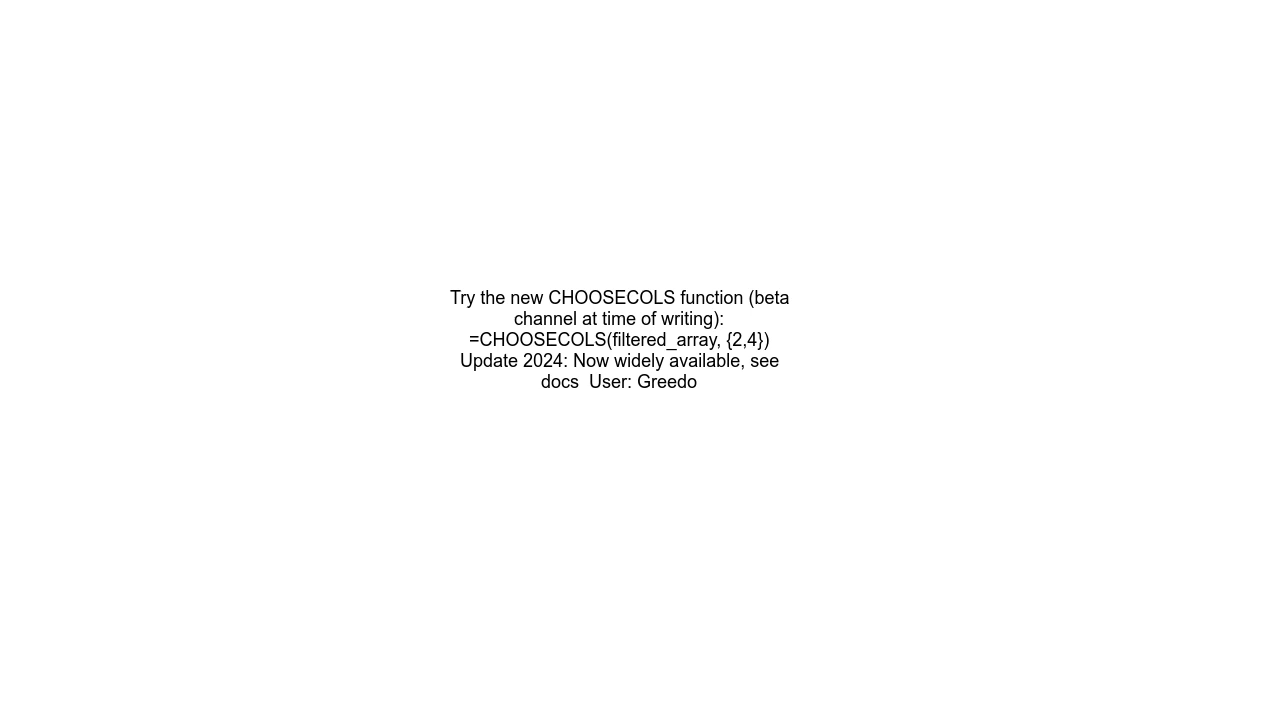 Try the new CHOOSECOLS function (beta
channel at time of writing):
=CHOOSECOLS(filtered_array, {2,4})
Update 2024: Now widely available, see
docs  User: Greedo